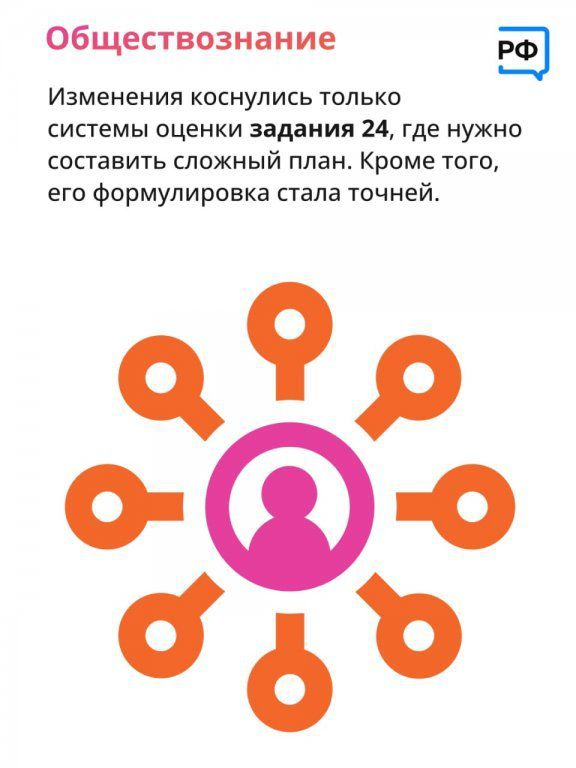 Обществознание
РФ
Изменения коснулись только
системы оценки задания 24, где нужно
составить сложный план. Кроме того,
его формулировка стала точней.